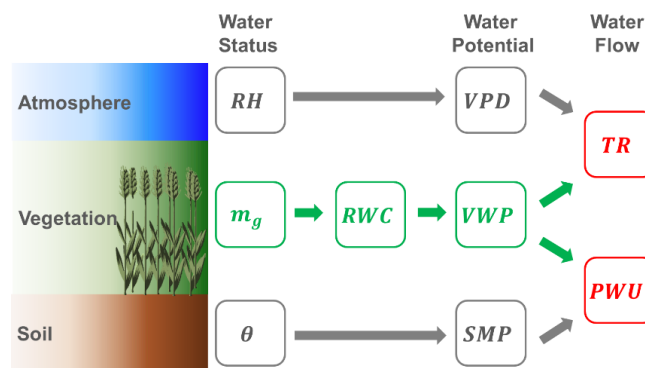 Water
Status
Water
Potential
Water
Flow
Atmosphere
RH
VPD
TR
Vegetation
m_g
RWC
VWP
PWU
Soil
θ
SMP